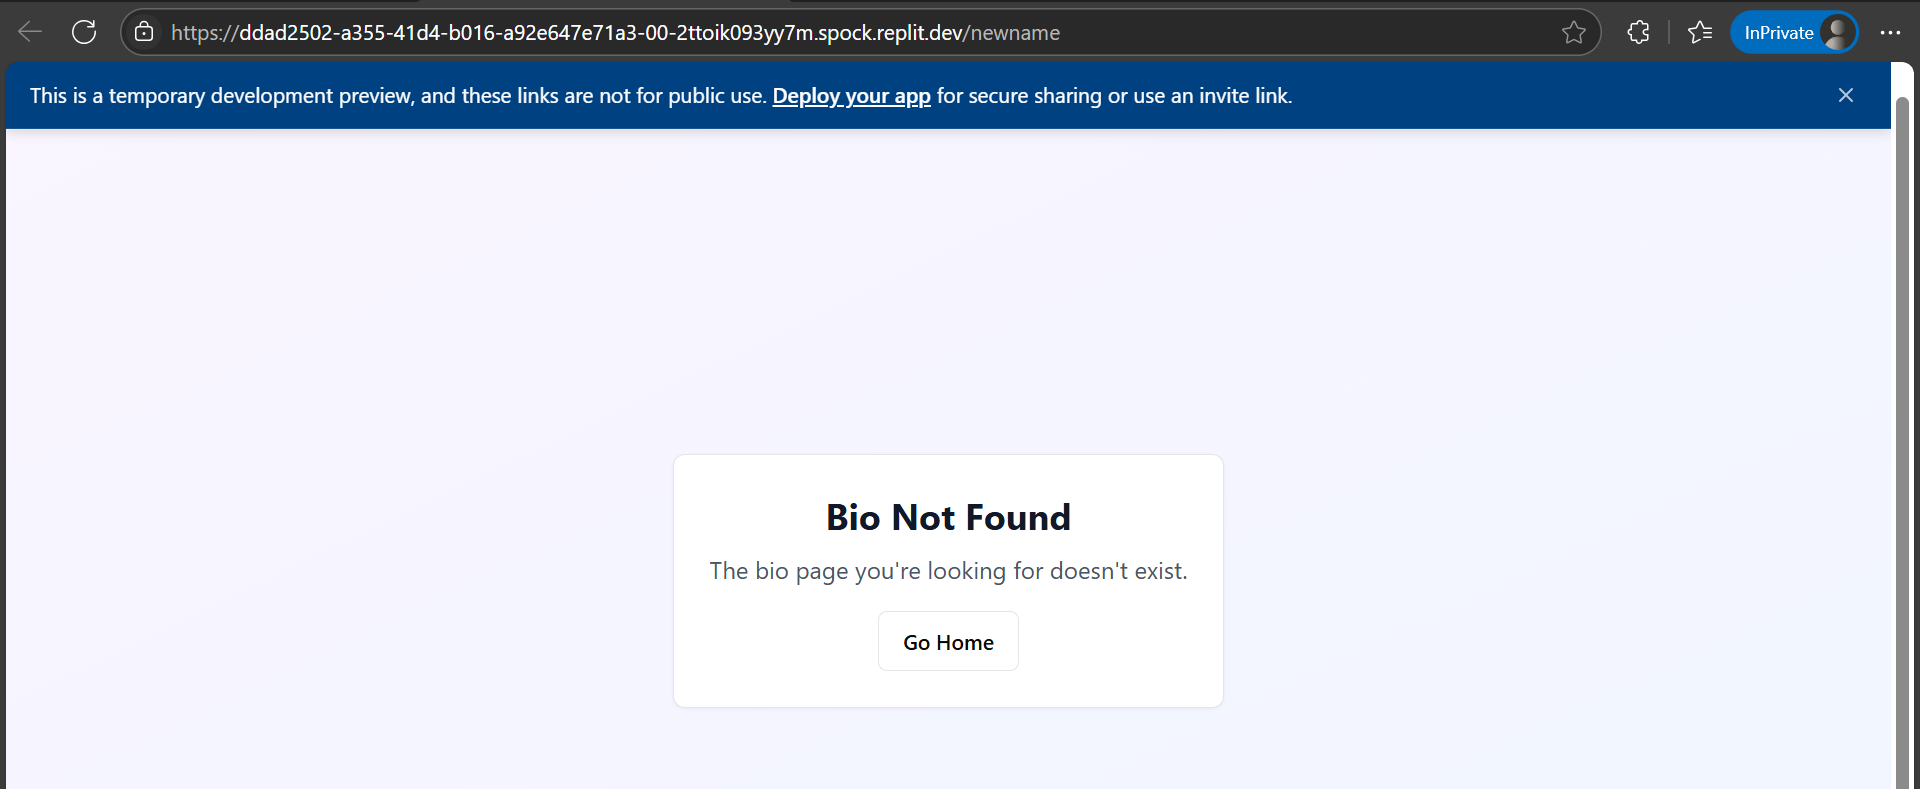 https://ddad2502-a355-41d4-b016-a92e647e71a3-00-2ttoik093yy7m.spock.replit.dev/newname
InPrivate
This is a temporary development preview, and these links are not for public use. Deploy your app for secure sharing or use an invite link.
Bio Not Found
The bio page you're looking for doesn't exist.
Go Home